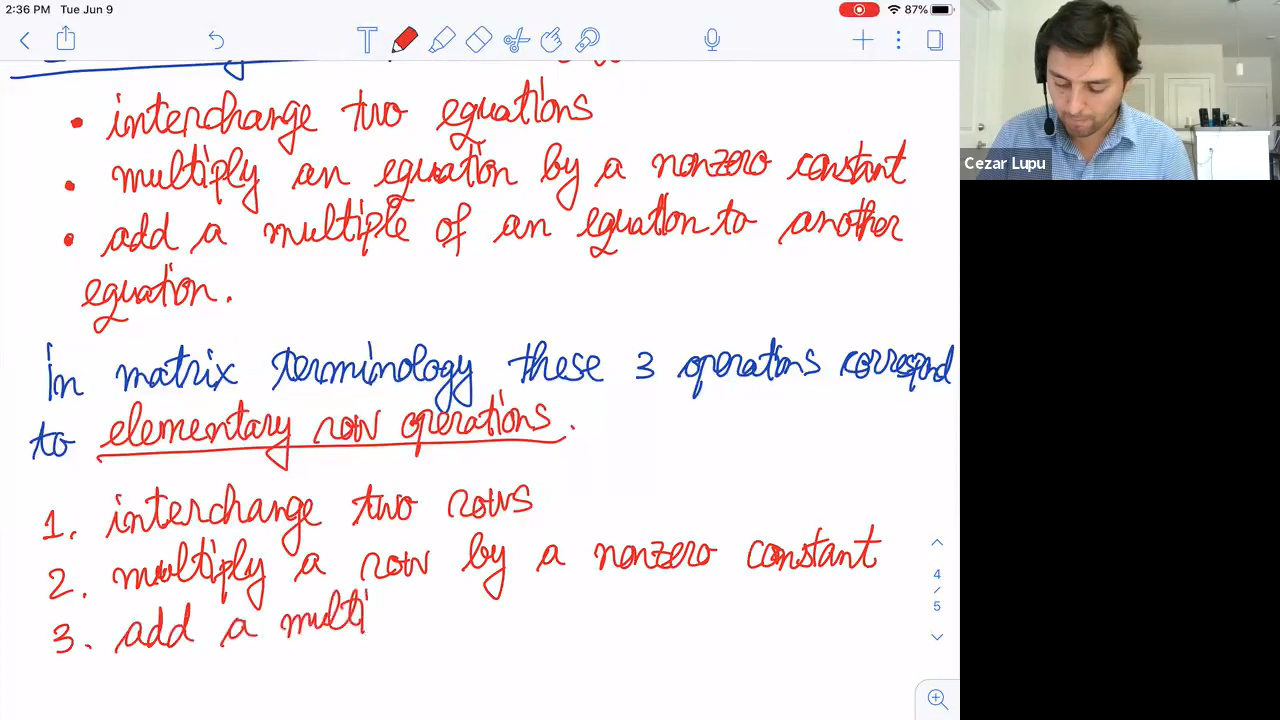 2:36 PM Tue Jun 9
87%
T
• interchange two equations
• multiply an equation by a nonzero constant
• add a multiple of an equation to another
equation.
In matrix terminology these 3 operations correspond
to elementary row operations.
1. interchange two rows
2. multiply a row by a nonzero constant
3. add a multi
4
/
5
Cezar Lupu